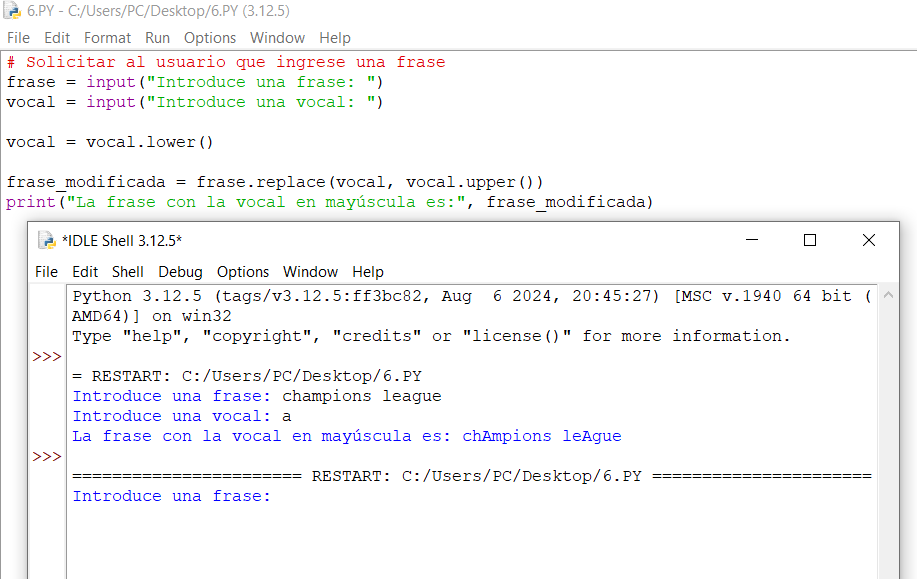 6.PY - C:/Users/PC/Desktop/6.PY (3.12.5)
File Edit Format Run Options Window Help
# Solicitar al usuario que ingrese una frase
frase = input("Introduce una frase: ")
vocal = input("Introduce una vocal: ")
vocal = vocal.lower()
frase_modificada = frase.replace(vocal, vocal.upper())
print("La frase con la vocal en mayúscula es:", frase_modificada)
*IDLE Shell 3.12.5*
File Edit Shell Debug Options Window Help
Python 3.12.5 (tags/v3.12.5:ff3bc82, Aug  6 2024, 20:45:27) [MSC v.1940 64 bit (
AMD64)] on win32
Type "help", "copyright", "credits" or "license()" for more information.
>>>
= RESTART: C:/Users/PC/Desktop/6.PY
Introduce una frase: champions league
Introduce una vocal: a
La frase con la vocal en mayúscula es: chAmpions leAgue
>>>
======================= RESTART: C:/Users/PC/Desktop/6.PY ======================
Introduce una frase: